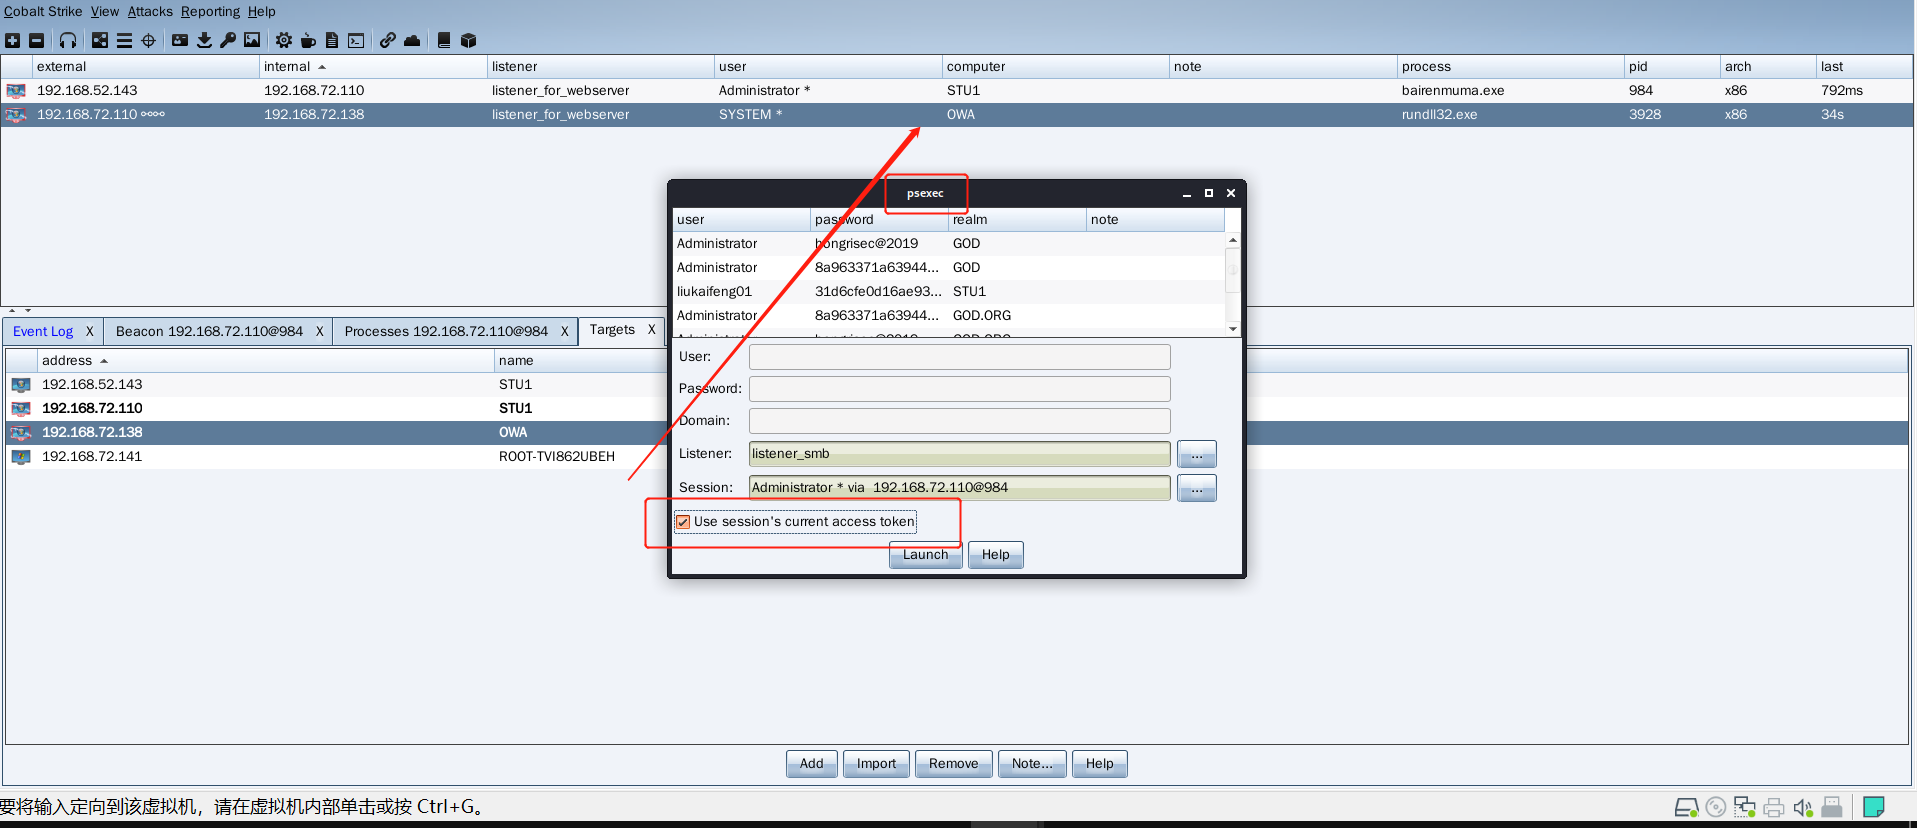 Cobalt Strike View Attacks Reporting Help
external internal listener user computer note process pid arch last
192.168.52.143 192.168.72.110 listener_for_webserver Administrator * STU1 bairenmuma.exe 984 x86 792ms
192.168.72.110 192.168.72.138 listener_for_webserver SYSTEM * OWA rundll32.exe 3928 x86 34s
psexec
user password realm note
Administrator hongrisec@2019 GOD
Administrator 8a963371a63944... GOD
liukaifeng01 31d6cfe0d16ae93... STU1
Administrator 8a963371a63944... GOD.ORG
User:
Password:
Domain:
Listener: listener_smb ...
Session: Administrator * via 192.168.72.110@984 ...
Use session's current access token
Launch Help
Event Log X Beacon 192.168.72.110@984 X Processes 192.168.72.110@984 X Targets X
address name
192.168.52.143 STU1
192.168.72.110 STU1
192.168.72.138 OWA
192.168.72.141 ROOT-TVI862UBEH
Add Import Remove Note... Help
要将输入定向到该虚拟机，请在虚拟机内部单击或按 Ctrl+G。